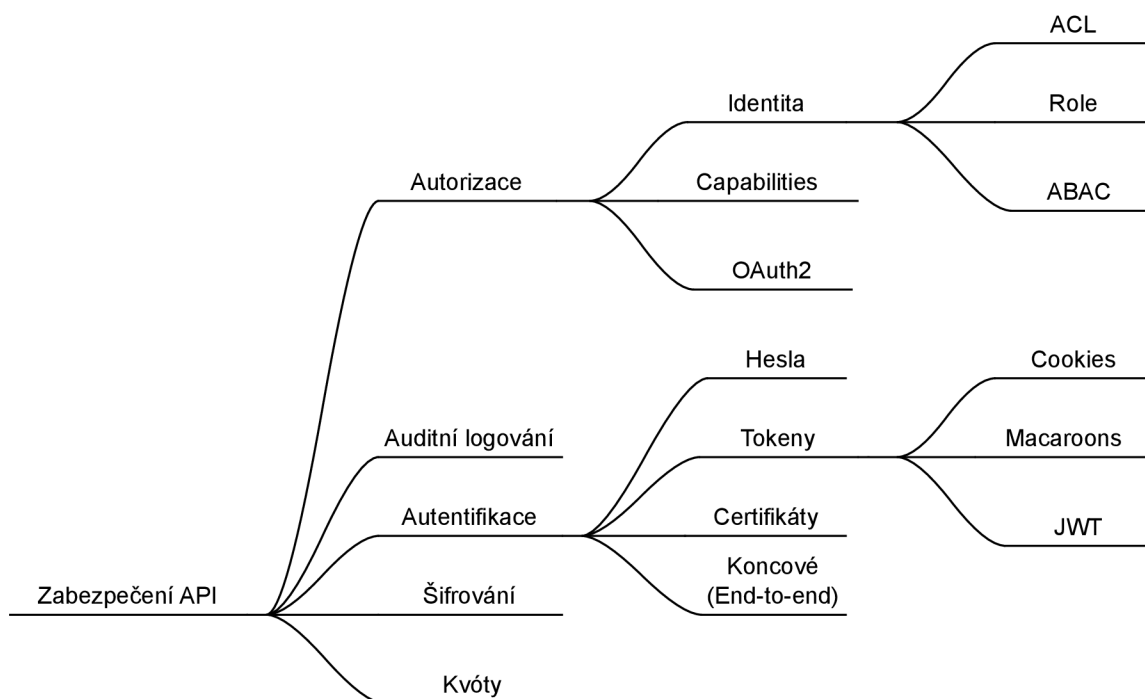 ACL
Identita
Role
Autorizace
Capabilities
ABAC
OAuth2
Hesla
Cookies
Auditní logování
Tokeny
Macaroons
Autentifikace
Certifikáty
JWT
Koncové
(End-to-end)
Zabezpečení API
Šifrování
Kvóty